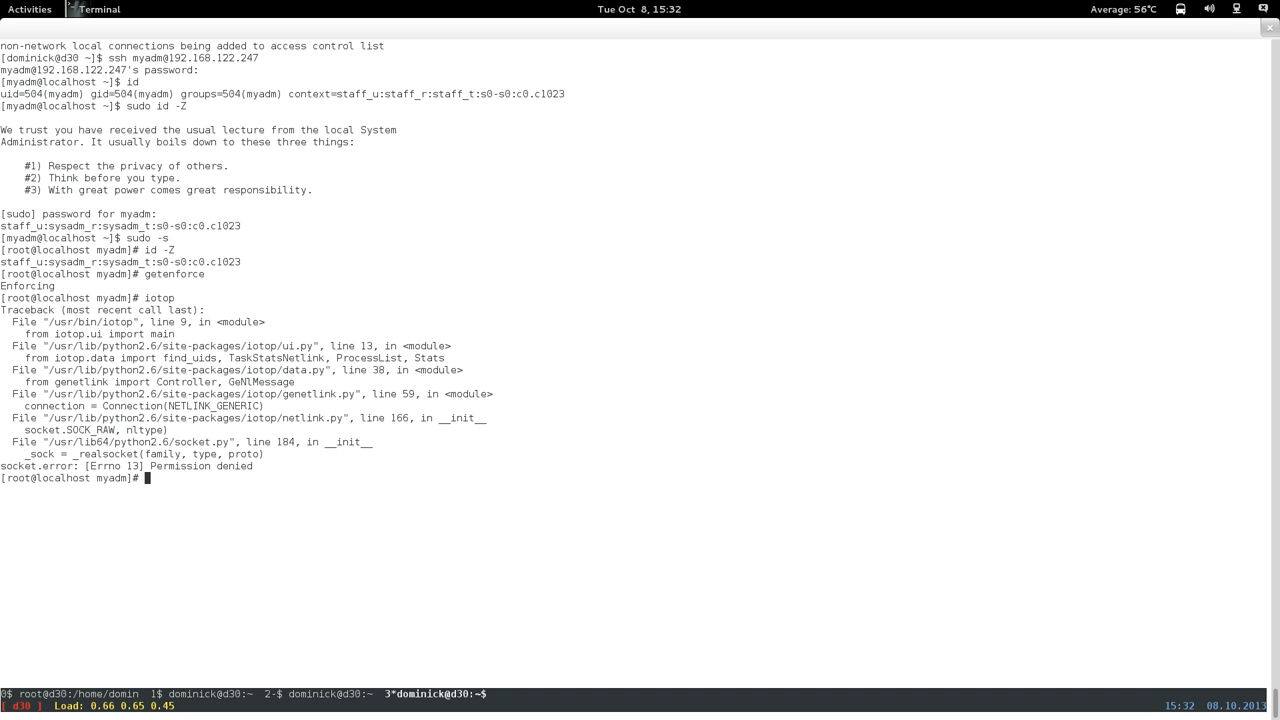 Activities Terminal Tue Oct 8, 15:32 Average: 56°C
non-network local connections being added to access control list
[dominick@d30 ~]$ ssh myadm@192.168.122.247
myadm@192.168.122.247's password:
[myadm@localhost ~]$ id
uid=504(myadm) gid=504(myadm) groups=504(myadm) context=staff_u:staff_r:staff_t:s0-s0:c0.c1023
[myadm@localhost ~]$ sudo id -Z
We trust you have received the usual lecture from the local System
Administrator. It usually boils down to these three things:
#1) Respect the privacy of others.
#2) Think before you type.
#3) With great power comes great responsibility.
[sudo] password for myadm:
staff_u:sysadm_r:sysadm_t:s0-s0:c0.c1023
[myadm@localhost ~]$ sudo -s
[root@localhost myadm]# id -Z
staff_u:sysadm_r:sysadm_t:s0-s0:c0.c1023
[root@localhost myadm]# getenforce
Enforcing
[root@localhost myadm]# iotop
Traceback (most recent call last):
File "/usr/bin/iotop", line 9, in <module>
from iotop.ui import main
File "/usr/lib/python2.6/site-packages/iotop/ui.py", line 13, in <module>
from iotop.data import find_uids, TaskStatsNetlink, ProcessList, Stats
File "/usr/lib/python2.6/site-packages/iotop/data.py", line 38, in <module>
from genetlink import Controller, GeNlMessage
File "/usr/lib/python2.6/site-packages/iotop/genetlink.py", line 59, in <module>
connection = Connection(NETLINK_GENERIC)
File "/usr/lib/python2.6/site-packages/iotop/netlink.py", line 166, in __init__
socket.SOCK_RAW, nltype)
File "/usr/lib64/python2.6/socket.py", line 184, in __init__
_sock = _realsocket(family, type, proto)
socket.error: [Errno 13] Permission denied
[root@localhost myadm]#
0$ root@d30:/home/domin 1$ dominick@d30:~ 2-$ dominick@d30:~ 3*dominick@d30:~$
[ d30 ] Load: 0.66 0.65 0.45 15:32 08.10.2013